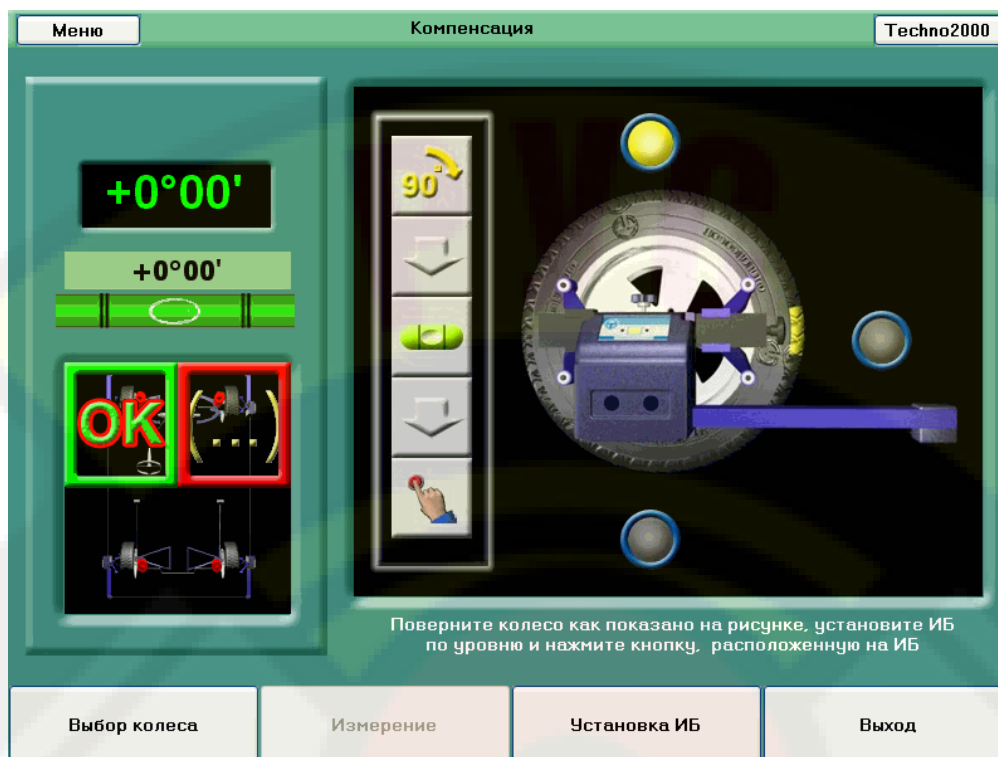 Меню
Компенсация
Techno2000
+0°00'
+0°00'
90°
OK
(...)
Поверните колесо как показано на рисунке, установите ИБ
по уровню и нажмите кнопку, расположенную на ИБ
Выбор колеса
Измерение
Установка ИБ
Выход